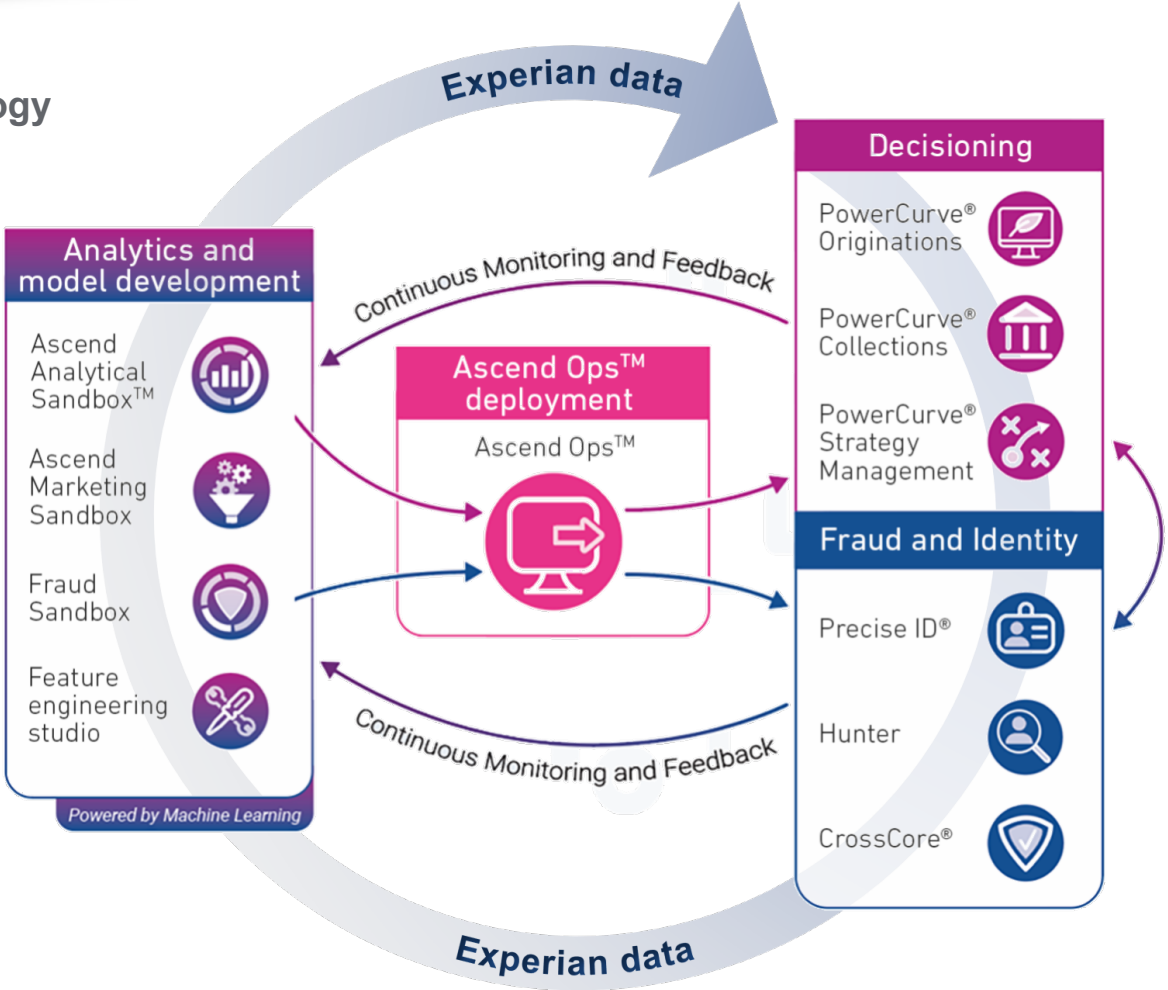 Experian data
Analytics and
model development
Ascend
Analytical
Sandbox™
Ascend
Marketing
Sandbox
Fraud
Sandbox
Feature
engineering
studio
Powered by Machine Learning
Continuous Monitoring and Feedback
Ascend Ops™
deployment
Ascend Ops™
Continuous Monitoring and Feedback
Decisioning
PowerCurve®
Originations
PowerCurve®
Collections
PowerCurve®
Strategy
Management
Fraud and Identity
Precise ID®
Hunter
CrossCore®
Experian data